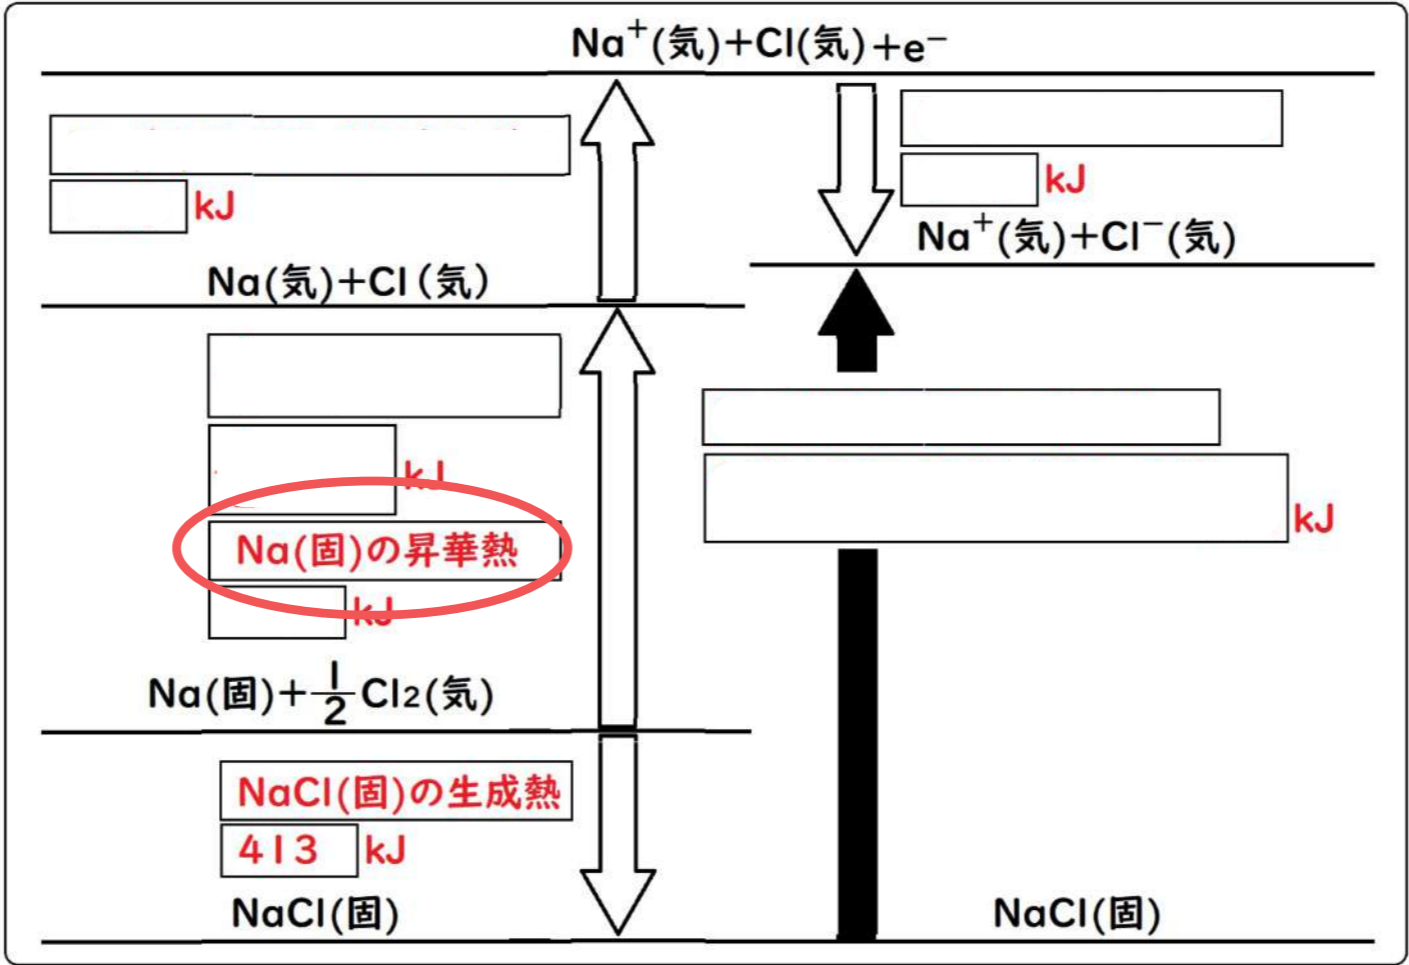 Na⁺(気)+Cl(気)+e⁻
kJ
kJ
Na⁺(気)+Cl⁻(気)
Na(気)+Cl(気)
kJ
Na(固)の昇華熱
kJ
kJ
Na(固)+1/2Cl₂(気)
NaCl(固)の生成熱
413 kJ
NaCl(固)
NaCl(固)